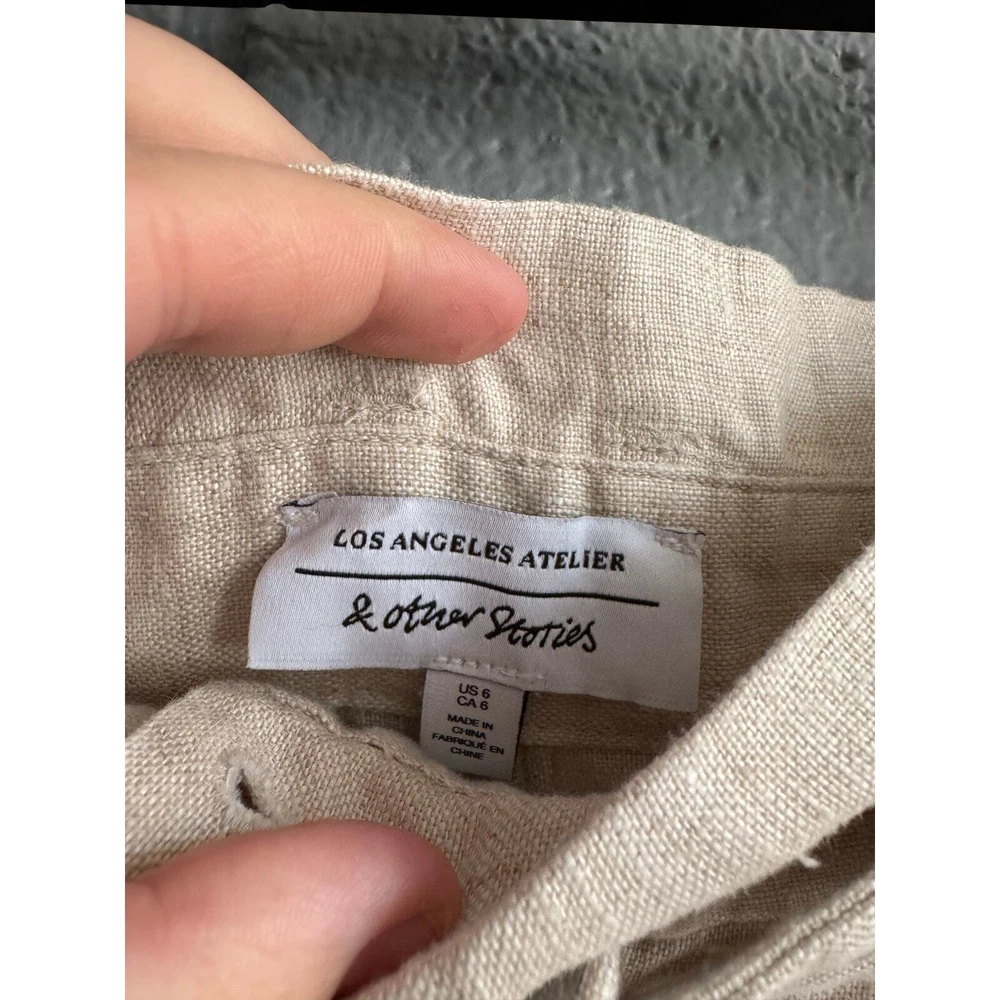 LOS ANGELES ATELIER
& other Stories
US 6
CA 6
MADE IN
CHINA
FABRIQUÉ EN
CHINE